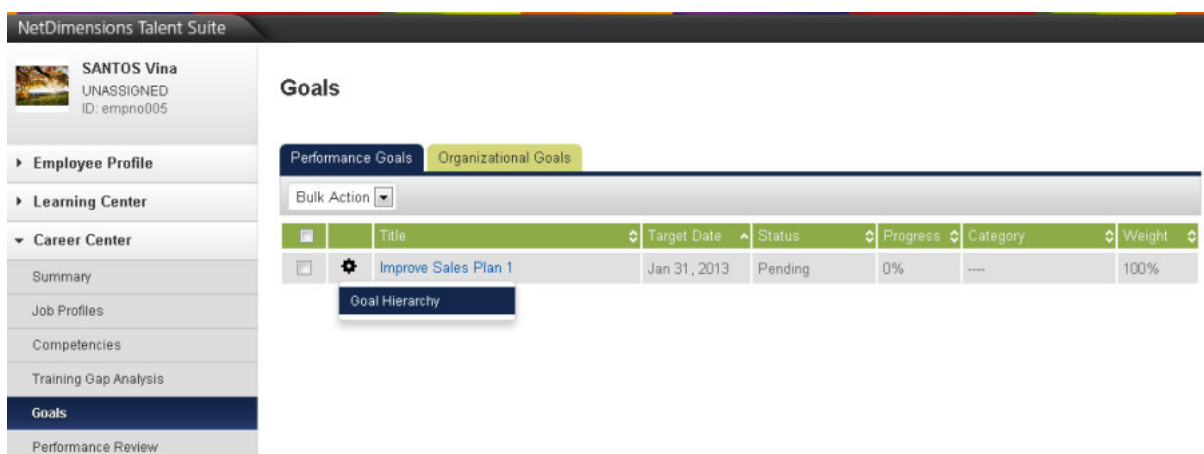 NetDimensions Talent Suite
SANTOS Vina
UNASSIGNED
ID: empno005
Employee Profile
Learning Center
Career Center
Summary
Job Profiles
Competencies
Training Gap Analysis
Goals
Performance Review
Goals
Performance Goals Organizational Goals
Bulk Action
Title Target Date Status Progress Category Weight
Improve Sales Plan 1 Jan 31, 2013 Pending 0% ---- 100%
Goal Hierarchy